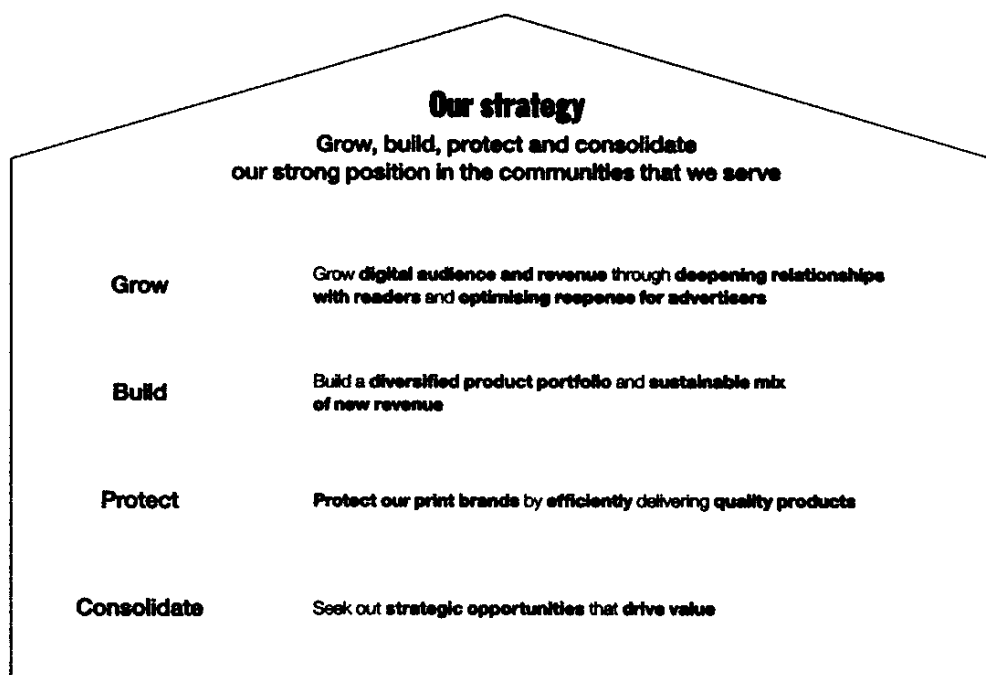 Our strategy
Grow, build, protect and consolidate
our strong position in the communities that we serve
Grow
Grow digital audience and revenue through deepening relationships
with readers and optimising response for advertisers
Build
Build a diversified product portfolio and sustainable mix
of new revenue
Protect
Protect our print brands by efficiently delivering quality products
Consolidate
Seek out strategic opportunities that drive value